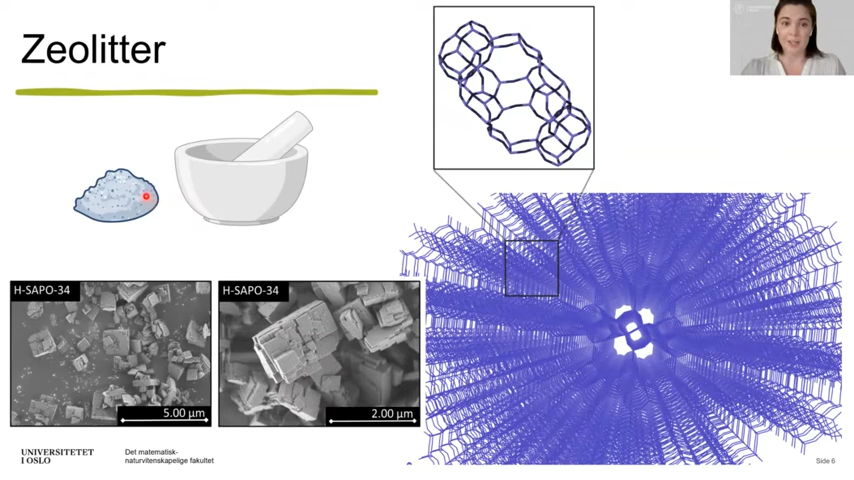 Zeolitter
H-SAPO-34
5.00 µm
H-SAPO-34
2.00 µm
UNIVERSITETET
I OSLO
Det matematisk-
naturvitenskapelige fakultet
Side 6